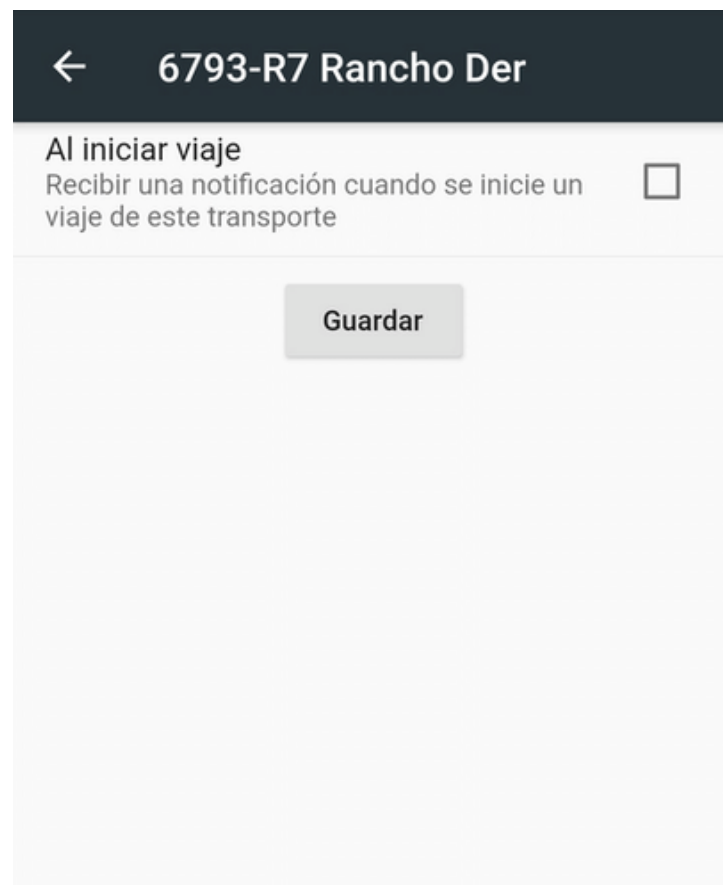 6793-R7 Rancho Der
Al iniciar viaje
Recibir una notificación cuando se inicie un
viaje de este transporte
Guardar